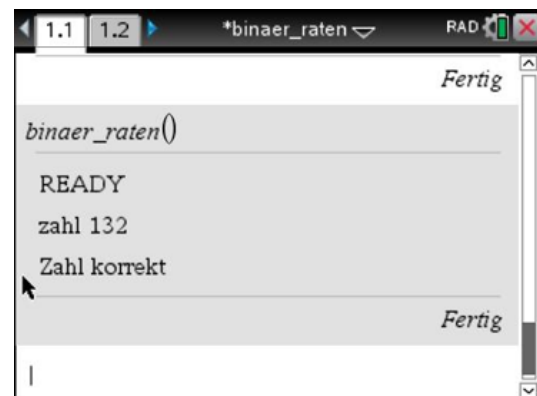 1.1 1.2 *binaer_raten RAD
Fertig
binaer_raten()
READY
zahl 132
Zahl korrekt
Fertig